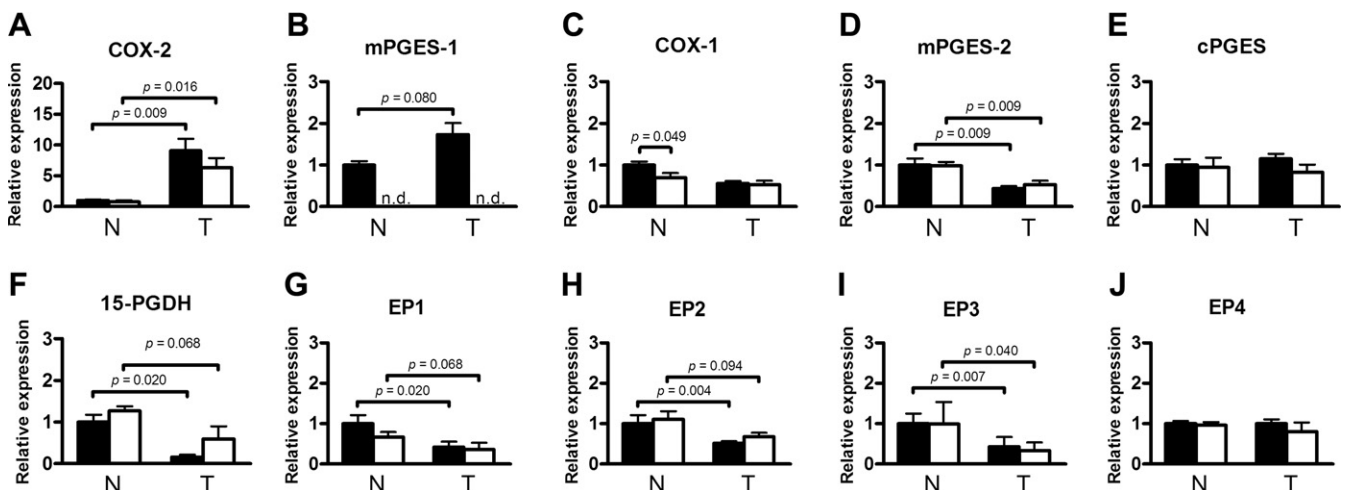 A
COX-2
Relative expression
20
15
10
5
0
p = 0.016
p = 0.009
N T
B
mPGES-1
Relative expression
3
2
1
0
p = 0.080
n.d. n.d.
N T
C
COX-1
Relative expression
3
2
1
0
p = 0.049
N T
D
mPGES-2
Relative expression
3
2
1
0
p = 0.009
p = 0.009
N T
E
cPGES
Relative expression
3
2
1
0
N T
F
15-PGDH
Relative expression
3
2
1
0
p = 0.068
p = 0.020
N T
G
EP1
Relative expression
3
2
1
0
p = 0.068
p = 0.020
N T
H
EP2
Relative expression
3
2
1
0
p = 0.094
p = 0.004
N T
I
EP3
Relative expression
3
2
1
0
p = 0.040
p = 0.007
N T
J
EP4
Relative expression
3
2
1
0
N T